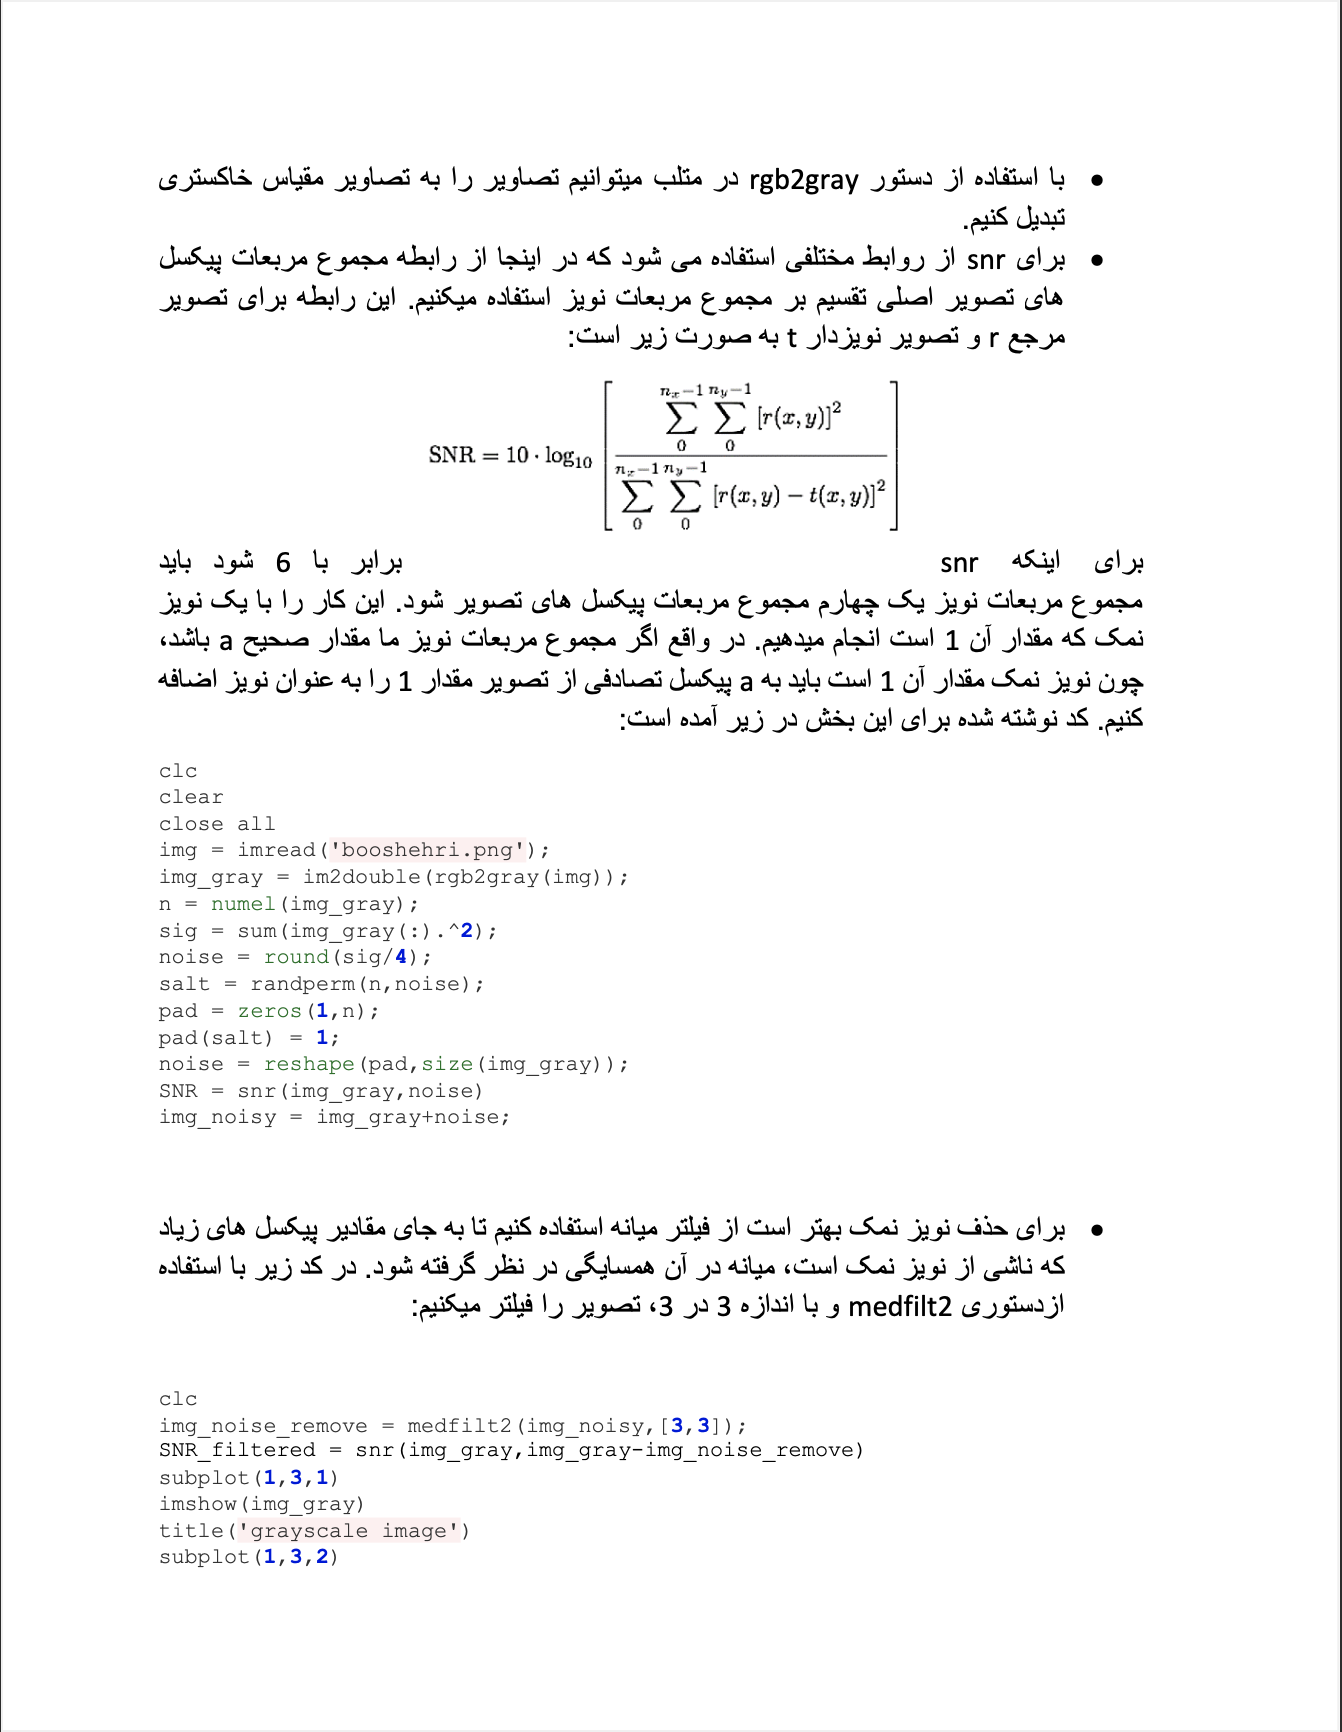 • با استفاده از دستور rgb2gray در متلب میتوانیم تصاویر را به تصاویر مقیاس خاکستری
تبدیل کنیم.
• برای snr از روابط مختلفی استفاده می شود که در اینجا از رابطه مجموع مربعات پیکسل
های تصویر اصلی تقسیم بر مجموع مربعات نویز استفاده میکنیم. این رابطه برای تصویر
مرجع r و تصویر نویزدار t به صورت زیر است:
SNR = 10 · log₁₀ [ \frac{\sum_{0}^{n_x-1} \sum_{0}^{n_y-1} [r(x, y)]^2}{\sum_{0}^{n_x-1} \sum_{0}^{n_y-1} [r(x, y) − t(x, y)]^2} ]
برای اینکه snr برابر با 6 شود باید
مجموع مربعات نویز یک چهارم مجموع مربعات پیکسل های تصویر شود. این کار را با یک نویز
نمک که مقدار آن 1 است انجام میدهیم. در واقع اگر مجموع مربعات نویز ما مقدار صحیح a باشد،
چون نویز نمک مقدار آن 1 است باید به a پیکسل تصادفی از تصویر مقدار 1 را به عنوان نویز اضافه
کنیم. کد نوشته شده برای این بخش در زیر آمده است:
clc
clear
close all
img = imread('booshehri.png');
img_gray = im2double(rgb2gray(img));
n = numel(img_gray);
sig = sum(img_gray(:).^2);
noise = round(sig/4);
salt = randperm(n,noise);
pad = zeros(1,n);
pad(salt) = 1;
noise = reshape(pad,size(img_gray));
SNR = snr(img_gray,noise)
img_noisy = img_gray+noise;
• برای حذف نویز نمک بهتر است از فیلتر میانه استفاده کنیم تا به جای مقادیر پیکسل های زیاد
که ناشی از نویز نمک است، میانه در آن همسایگی در نظر گرفته شود. در کد زیر با استفاده
ازدستوری medfilt2 و با اندازه 3 در 3، تصویر را فیلتر میکنیم:
clc
img_noise_remove = medfilt2(img_noisy,[3,3]);
SNR_filtered = snr(img_gray,img_gray-img_noise_remove)
subplot(1,3,1)
imshow(img_gray)
title('grayscale image')
subplot(1,3,2)